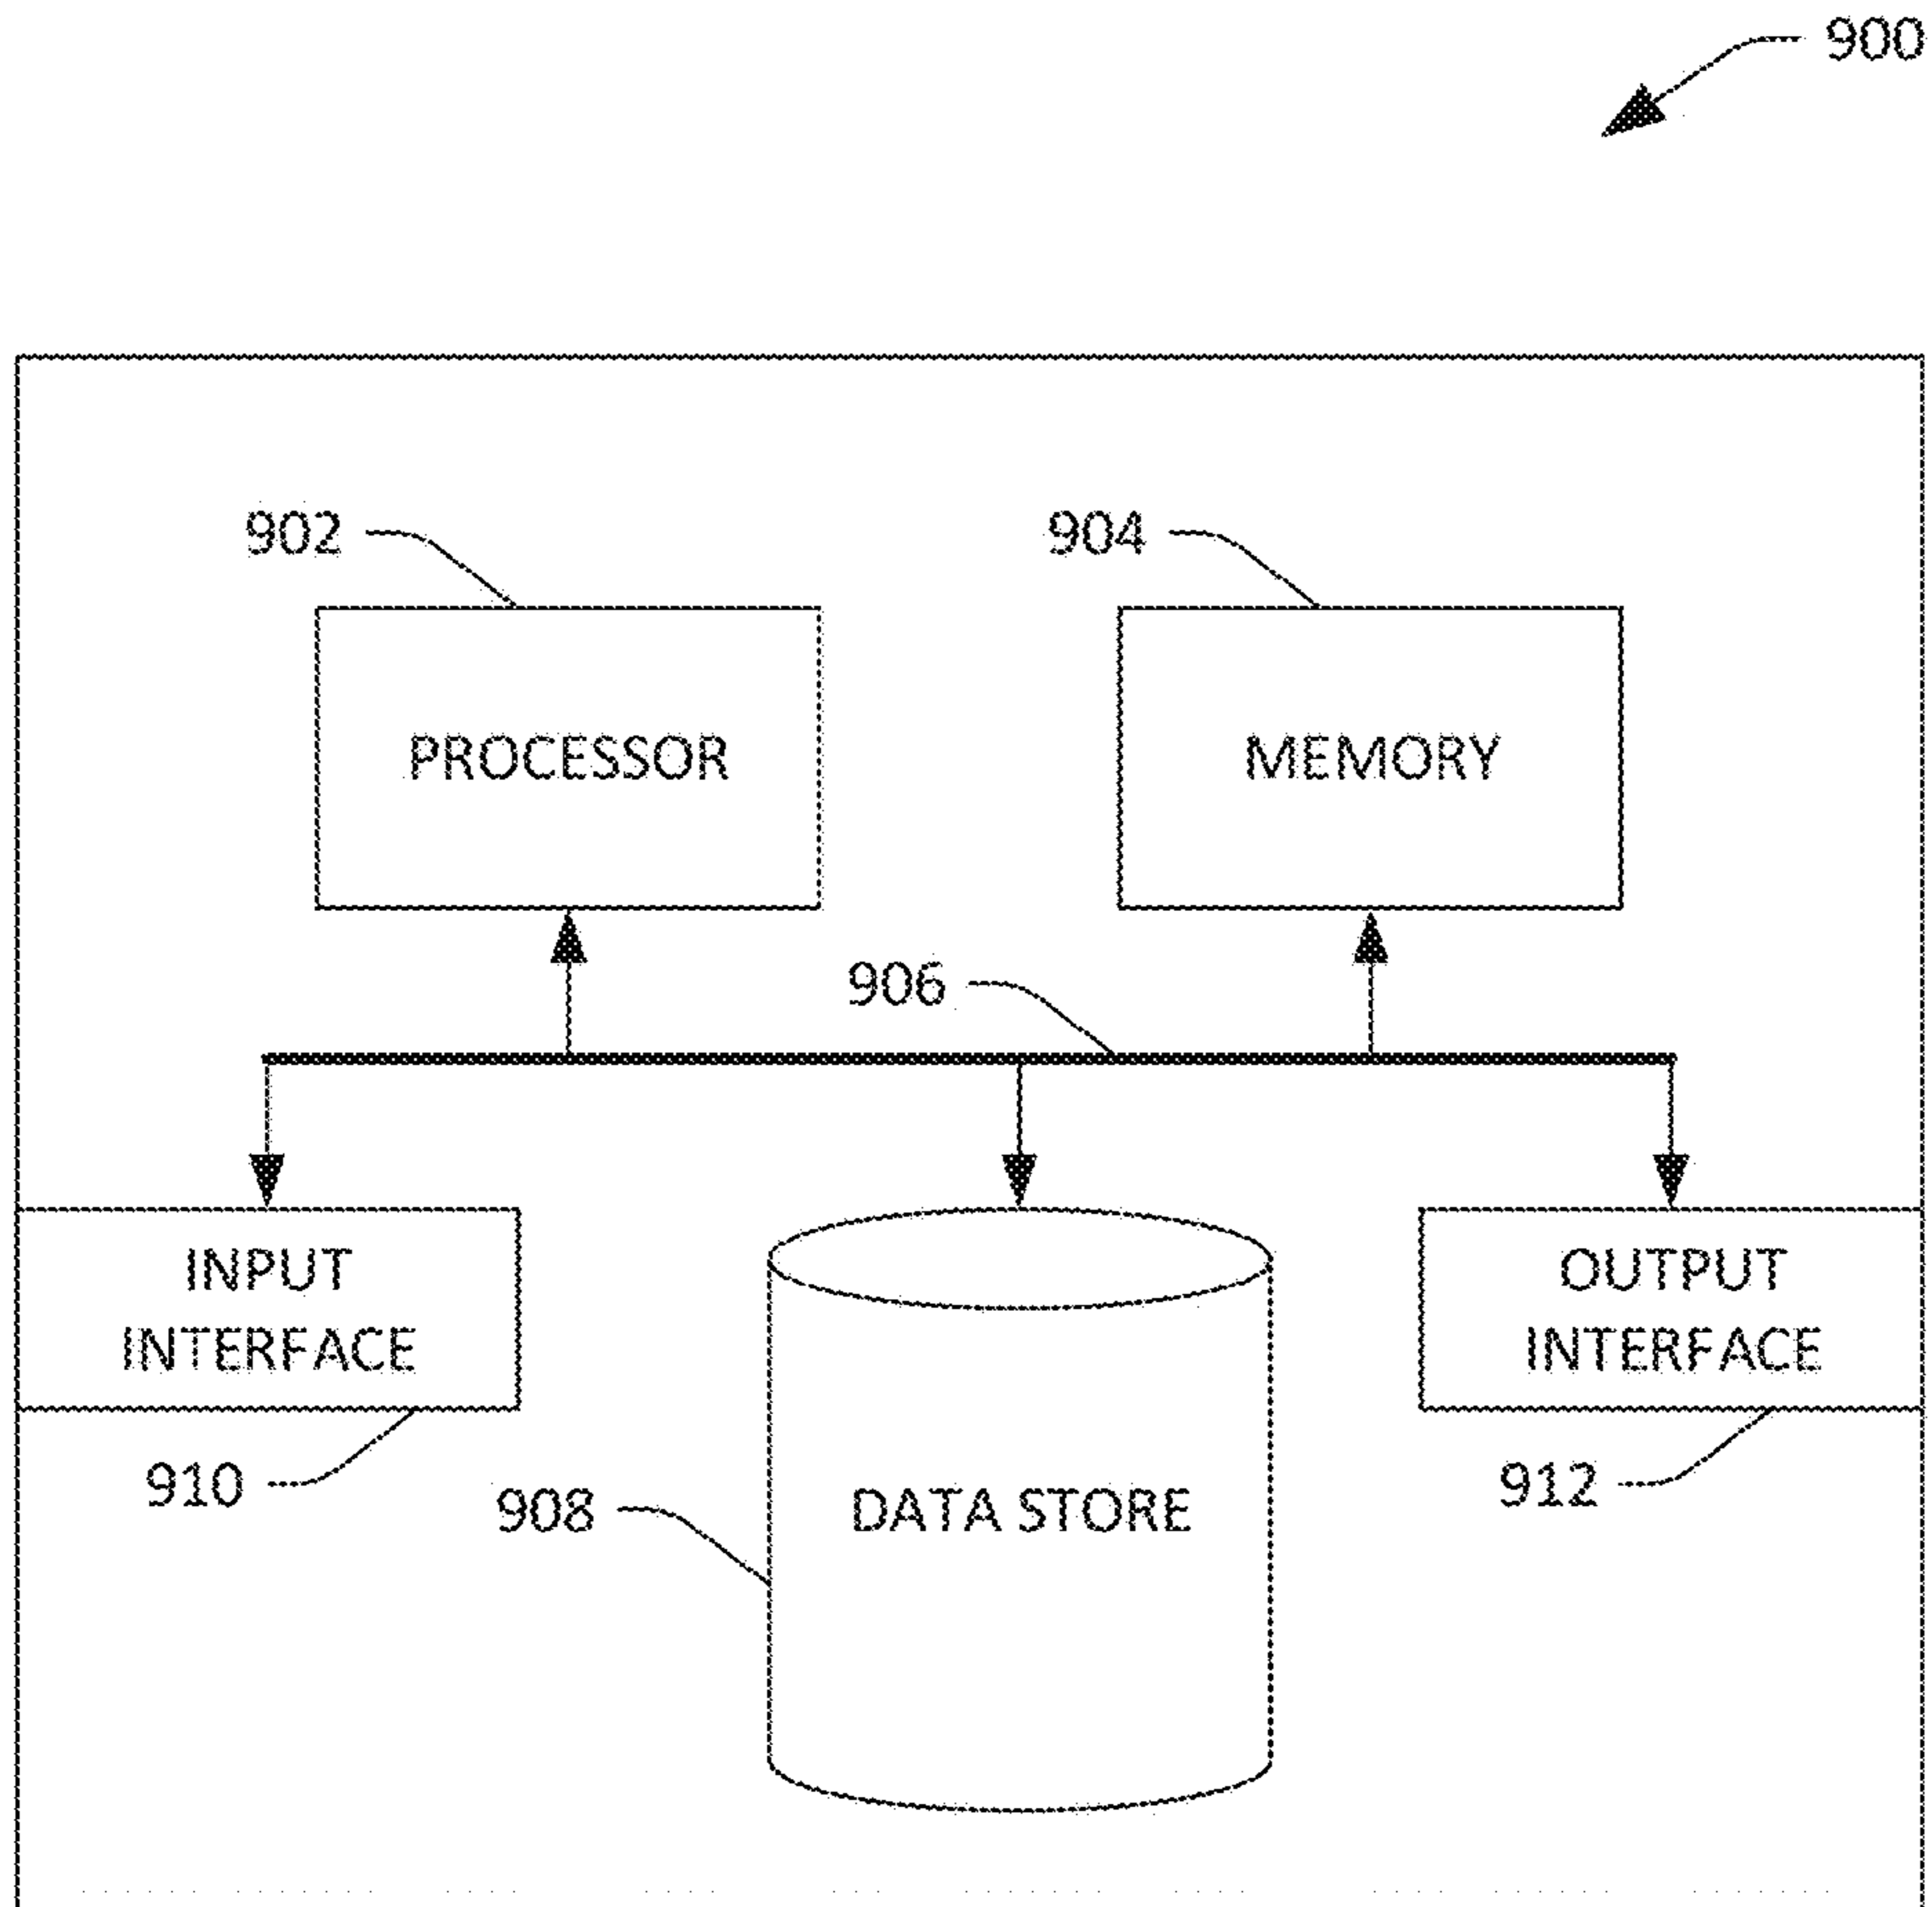 900
902
904
PROCESSOR
MEMORY
906
INPUT
INTERFACE
OUTPUT
INTERFACE
910
908
DATA STORE
912